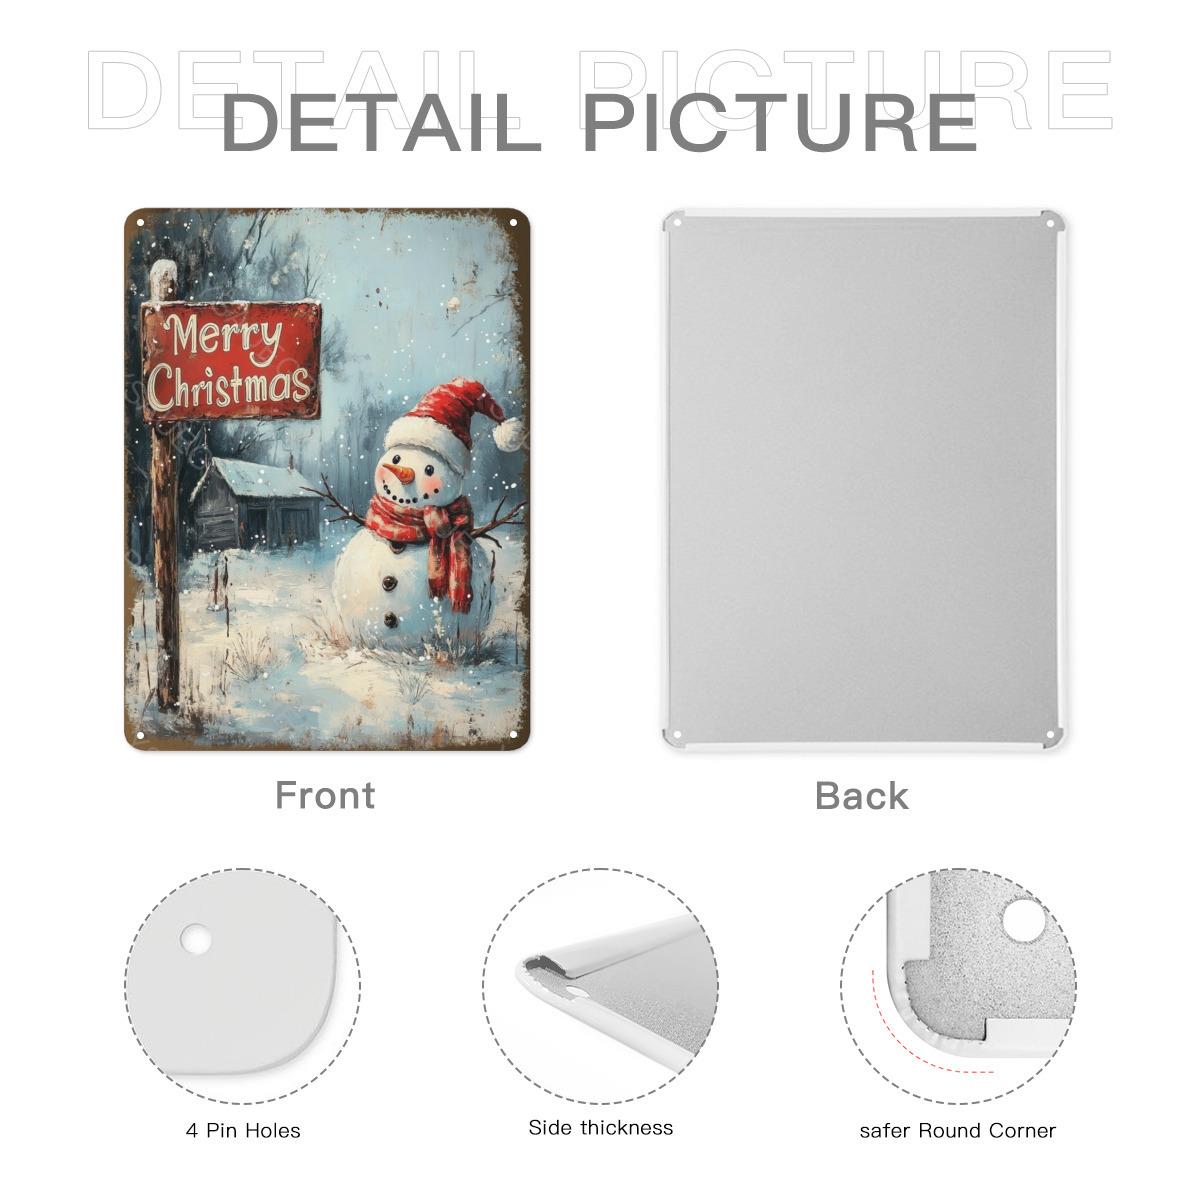 DETAIL PICTURE
DETAIL PICTURE
Merry
Christmas
Front
Back
4 Pin Holes
Side thickness
safer Round Corner